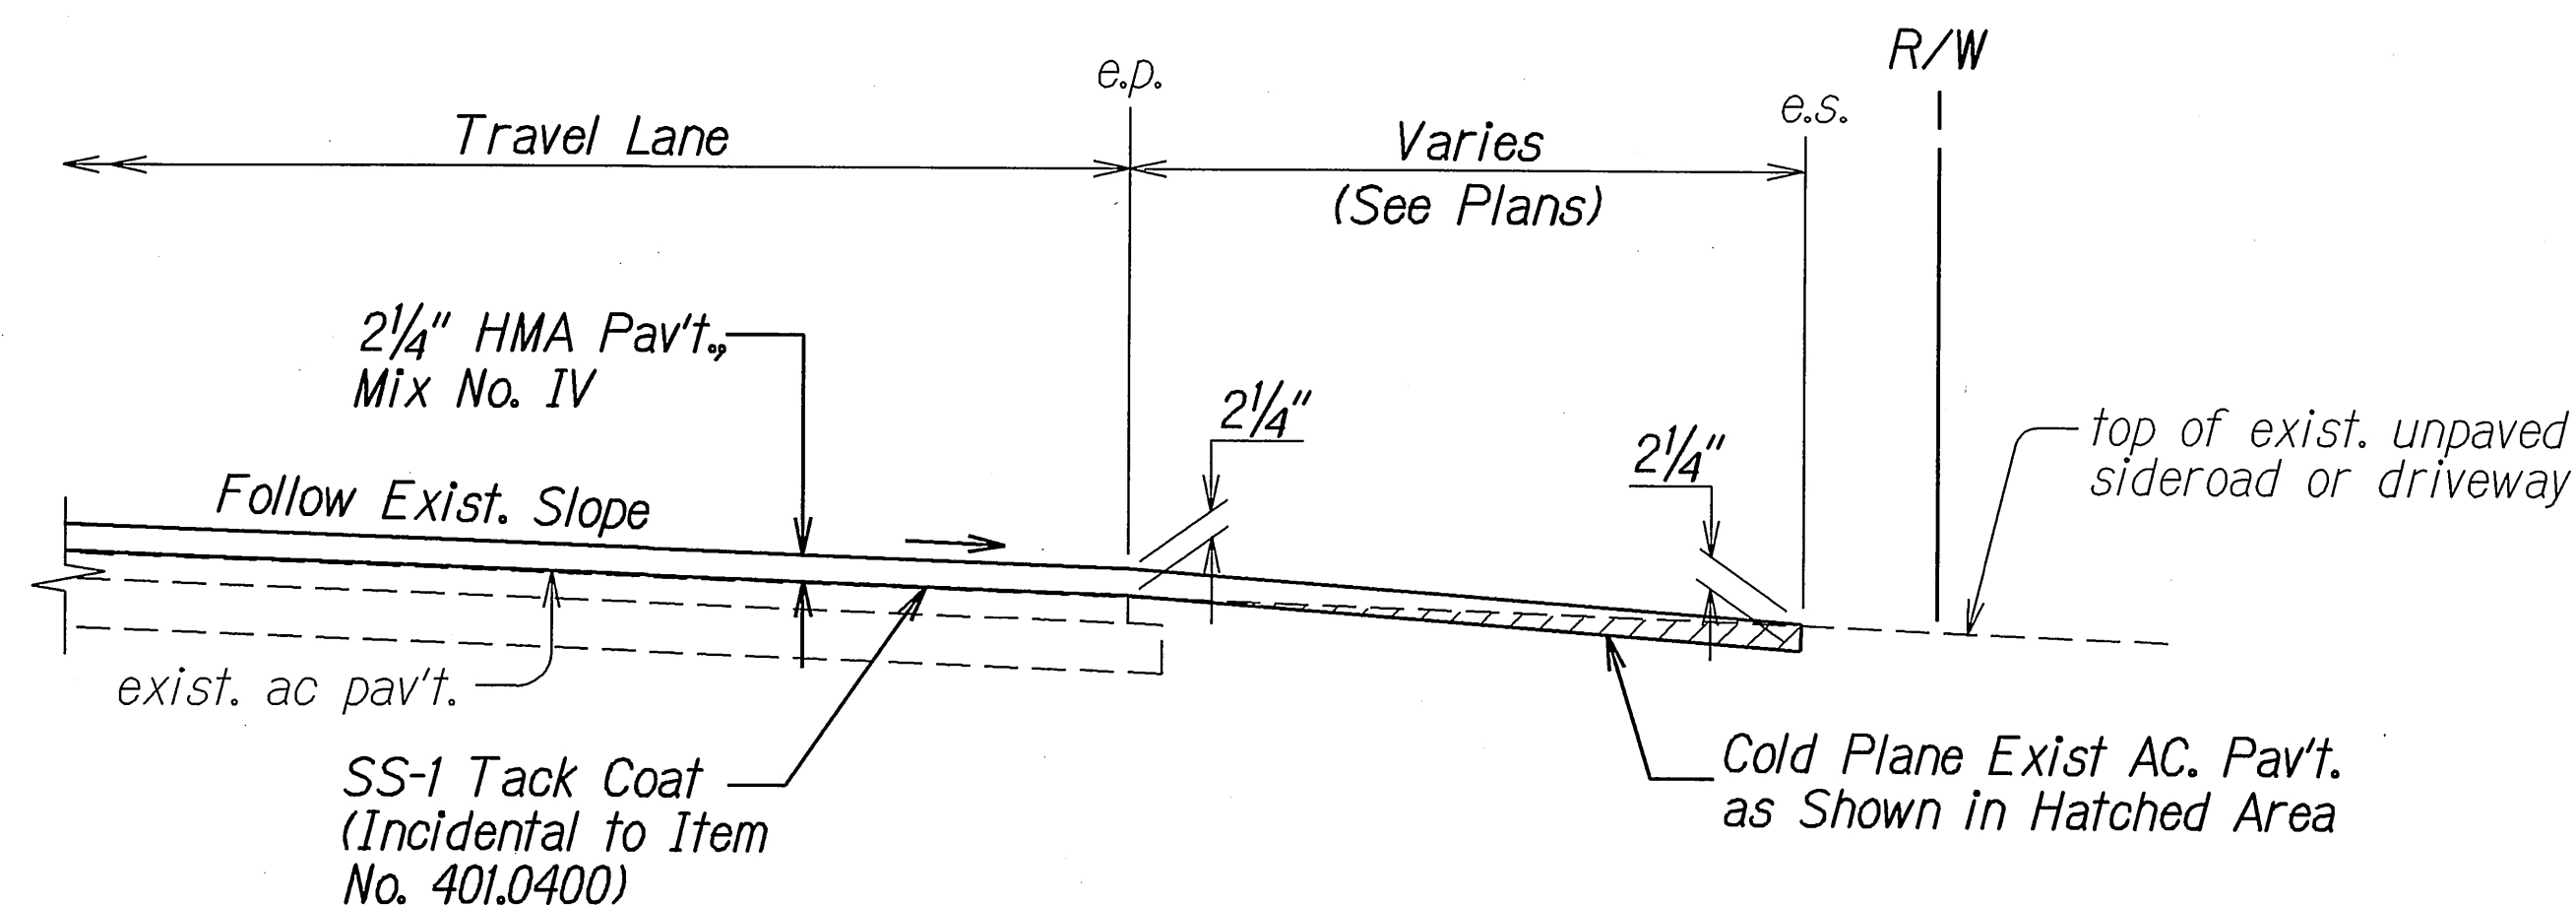 R/W
e.p.
e.s.
Travel Lane
Varies
(See Plans)
2¼" HMA Pav't.,
Mix No. IV
2¼"
2¼"
top of exist. unpaved
sideroad or driveway
Follow Exist. Slope
exist. ac pav't.
SS-1 Tack Coat
(Incidental to Item
No. 401.0400)
Cold Plane Exist AC. Pav't.
as Shown in Hatched Area